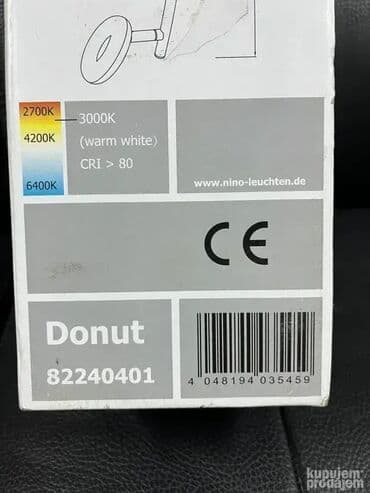 2700K
3000K
4200K
(warm white)
CRI > 80
6400K
www.nino-leuchten.de
CE
Donut
82240401
4 048194 035459
kupujem
prodajem